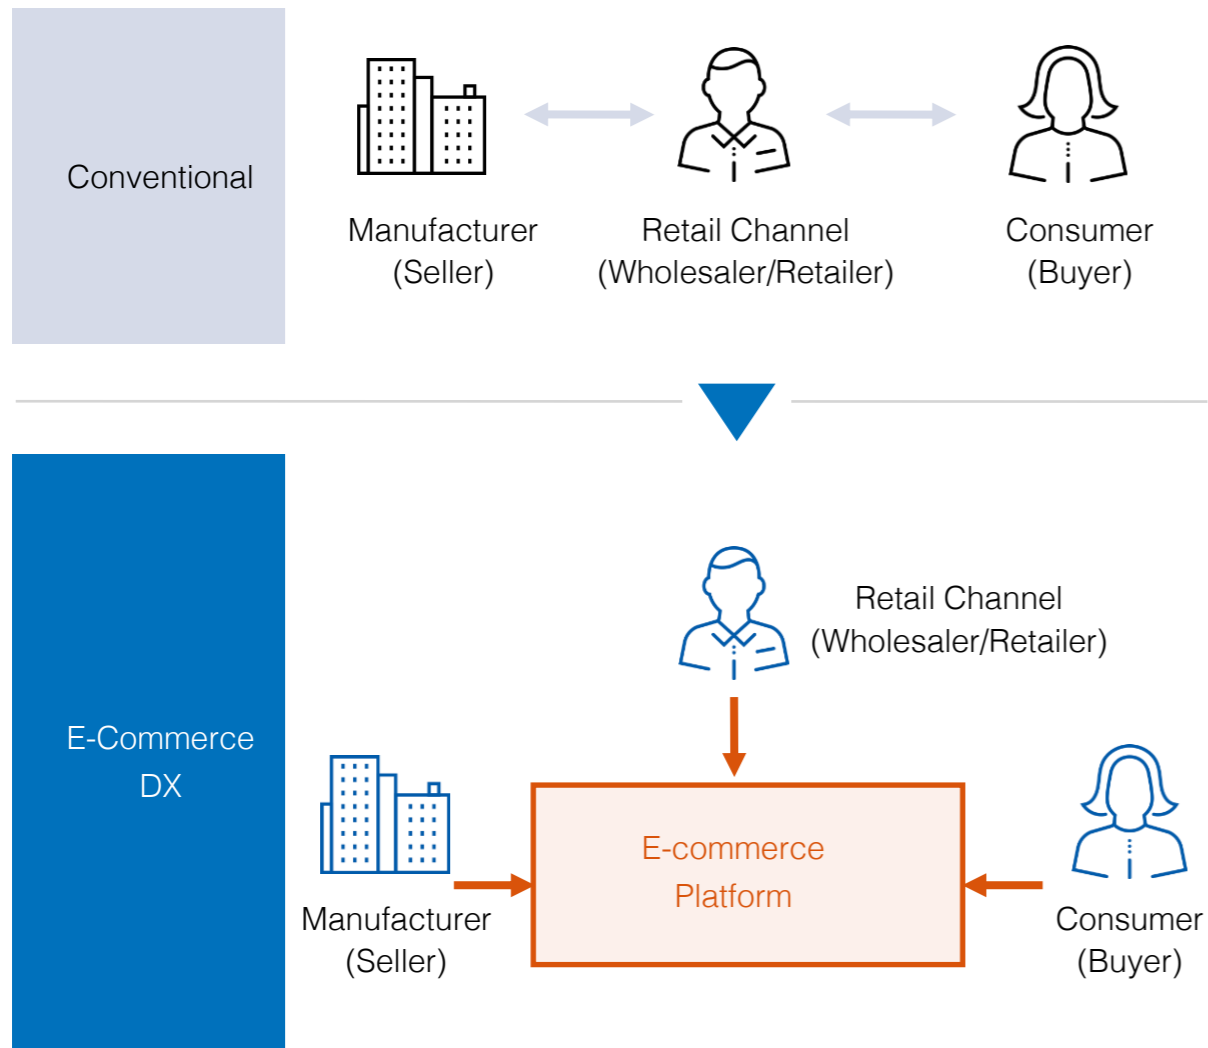 Conventional
Manufacturer
(Seller)
Retail Channel
(Wholesaler/Retailer)
Consumer
(Buyer)
E-Commerce
DX
Retail Channel
(Wholesaler/Retailer)
E-commerce
Platform
Manufacturer
(Seller)
Consumer
(Buyer)